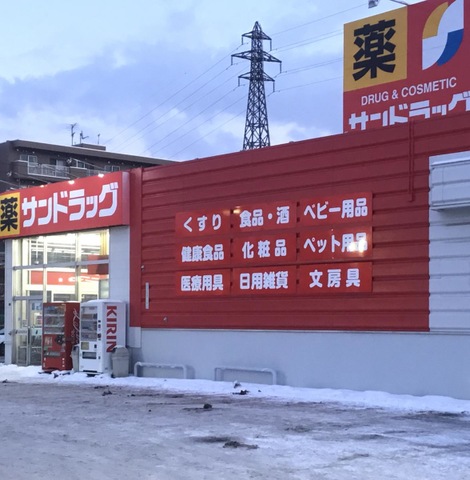 薬
DRUG & COSMETIC
サンドラッグ
薬 サンドラッグ
くすり 食品・酒 ベビー用品
健康食品 化粧品 ペット用品
医療用具 日用雑貨 文房具
KIRIN